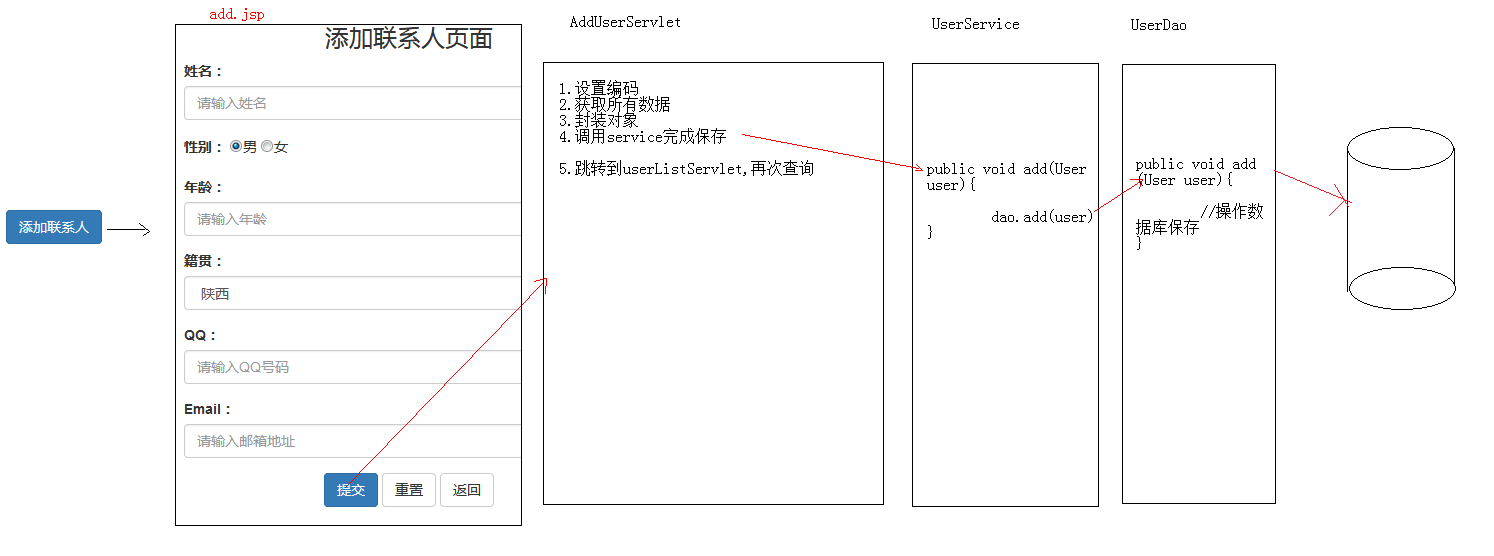 添加联系人
add.jsp
添加联系人页面
姓名：
请输入姓名
性别： 男 女
年龄：
请输入年龄
籍贯：
陕西
QQ：
请输入QQ号码
Email：
请输入邮箱地址
提交 重置 返回
AddUserServlet
1.设置编码
2.获取所有数据
3.封装对象
4.调用service完成保存
5.跳转到userListServlet,再次查询
UserService
public void add(User
user){
dao.add(user)
}
UserDao
public void add
(User user){
//操作数
据库保存
}